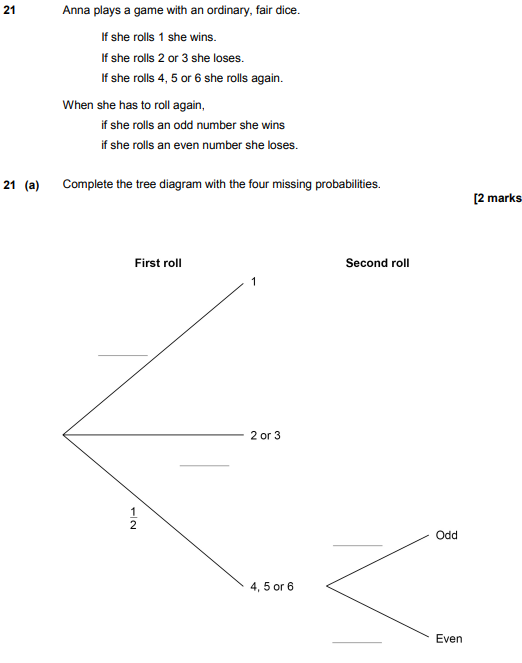 21 Anna plays a game with an ordinary, fair dice.
If she rolls 1 she wins.
If she rolls 2 or 3 she loses.
If she rolls 4, 5 or 6 she rolls again.
When she has to roll again,
if she rolls an odd number she wins
if she rolls an even number she loses.
21 (a) Complete the tree diagram with the four missing probabilities.
[2 marks
First roll Second roll
1
2 or 3
1
2
Odd
4, 5 or 6
Even